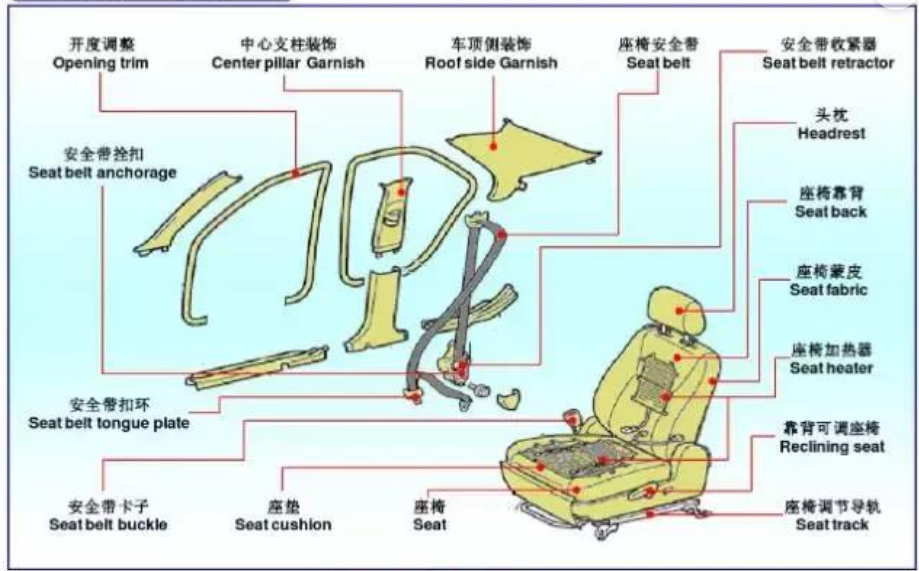 开度调整
Opening trim
中心支柱装饰
Center pillar Garnish
车顶侧装饰
Roof side Garnish
座椅安全带
Seat belt
安全带收紧器
Seat belt retractor
头枕
Headrest
安全带拴扣
Seat belt anchorage
座椅靠背
Seat back
座椅蒙皮
Seat fabric
座椅加热器
Seat heater
安全带扣环
Seat belt tongue plate
靠背可调座椅
Reclining seat
安全带卡子
Seat belt buckle
座垫
Seat cushion
座椅
Seat
座椅调节导轨
Seat track